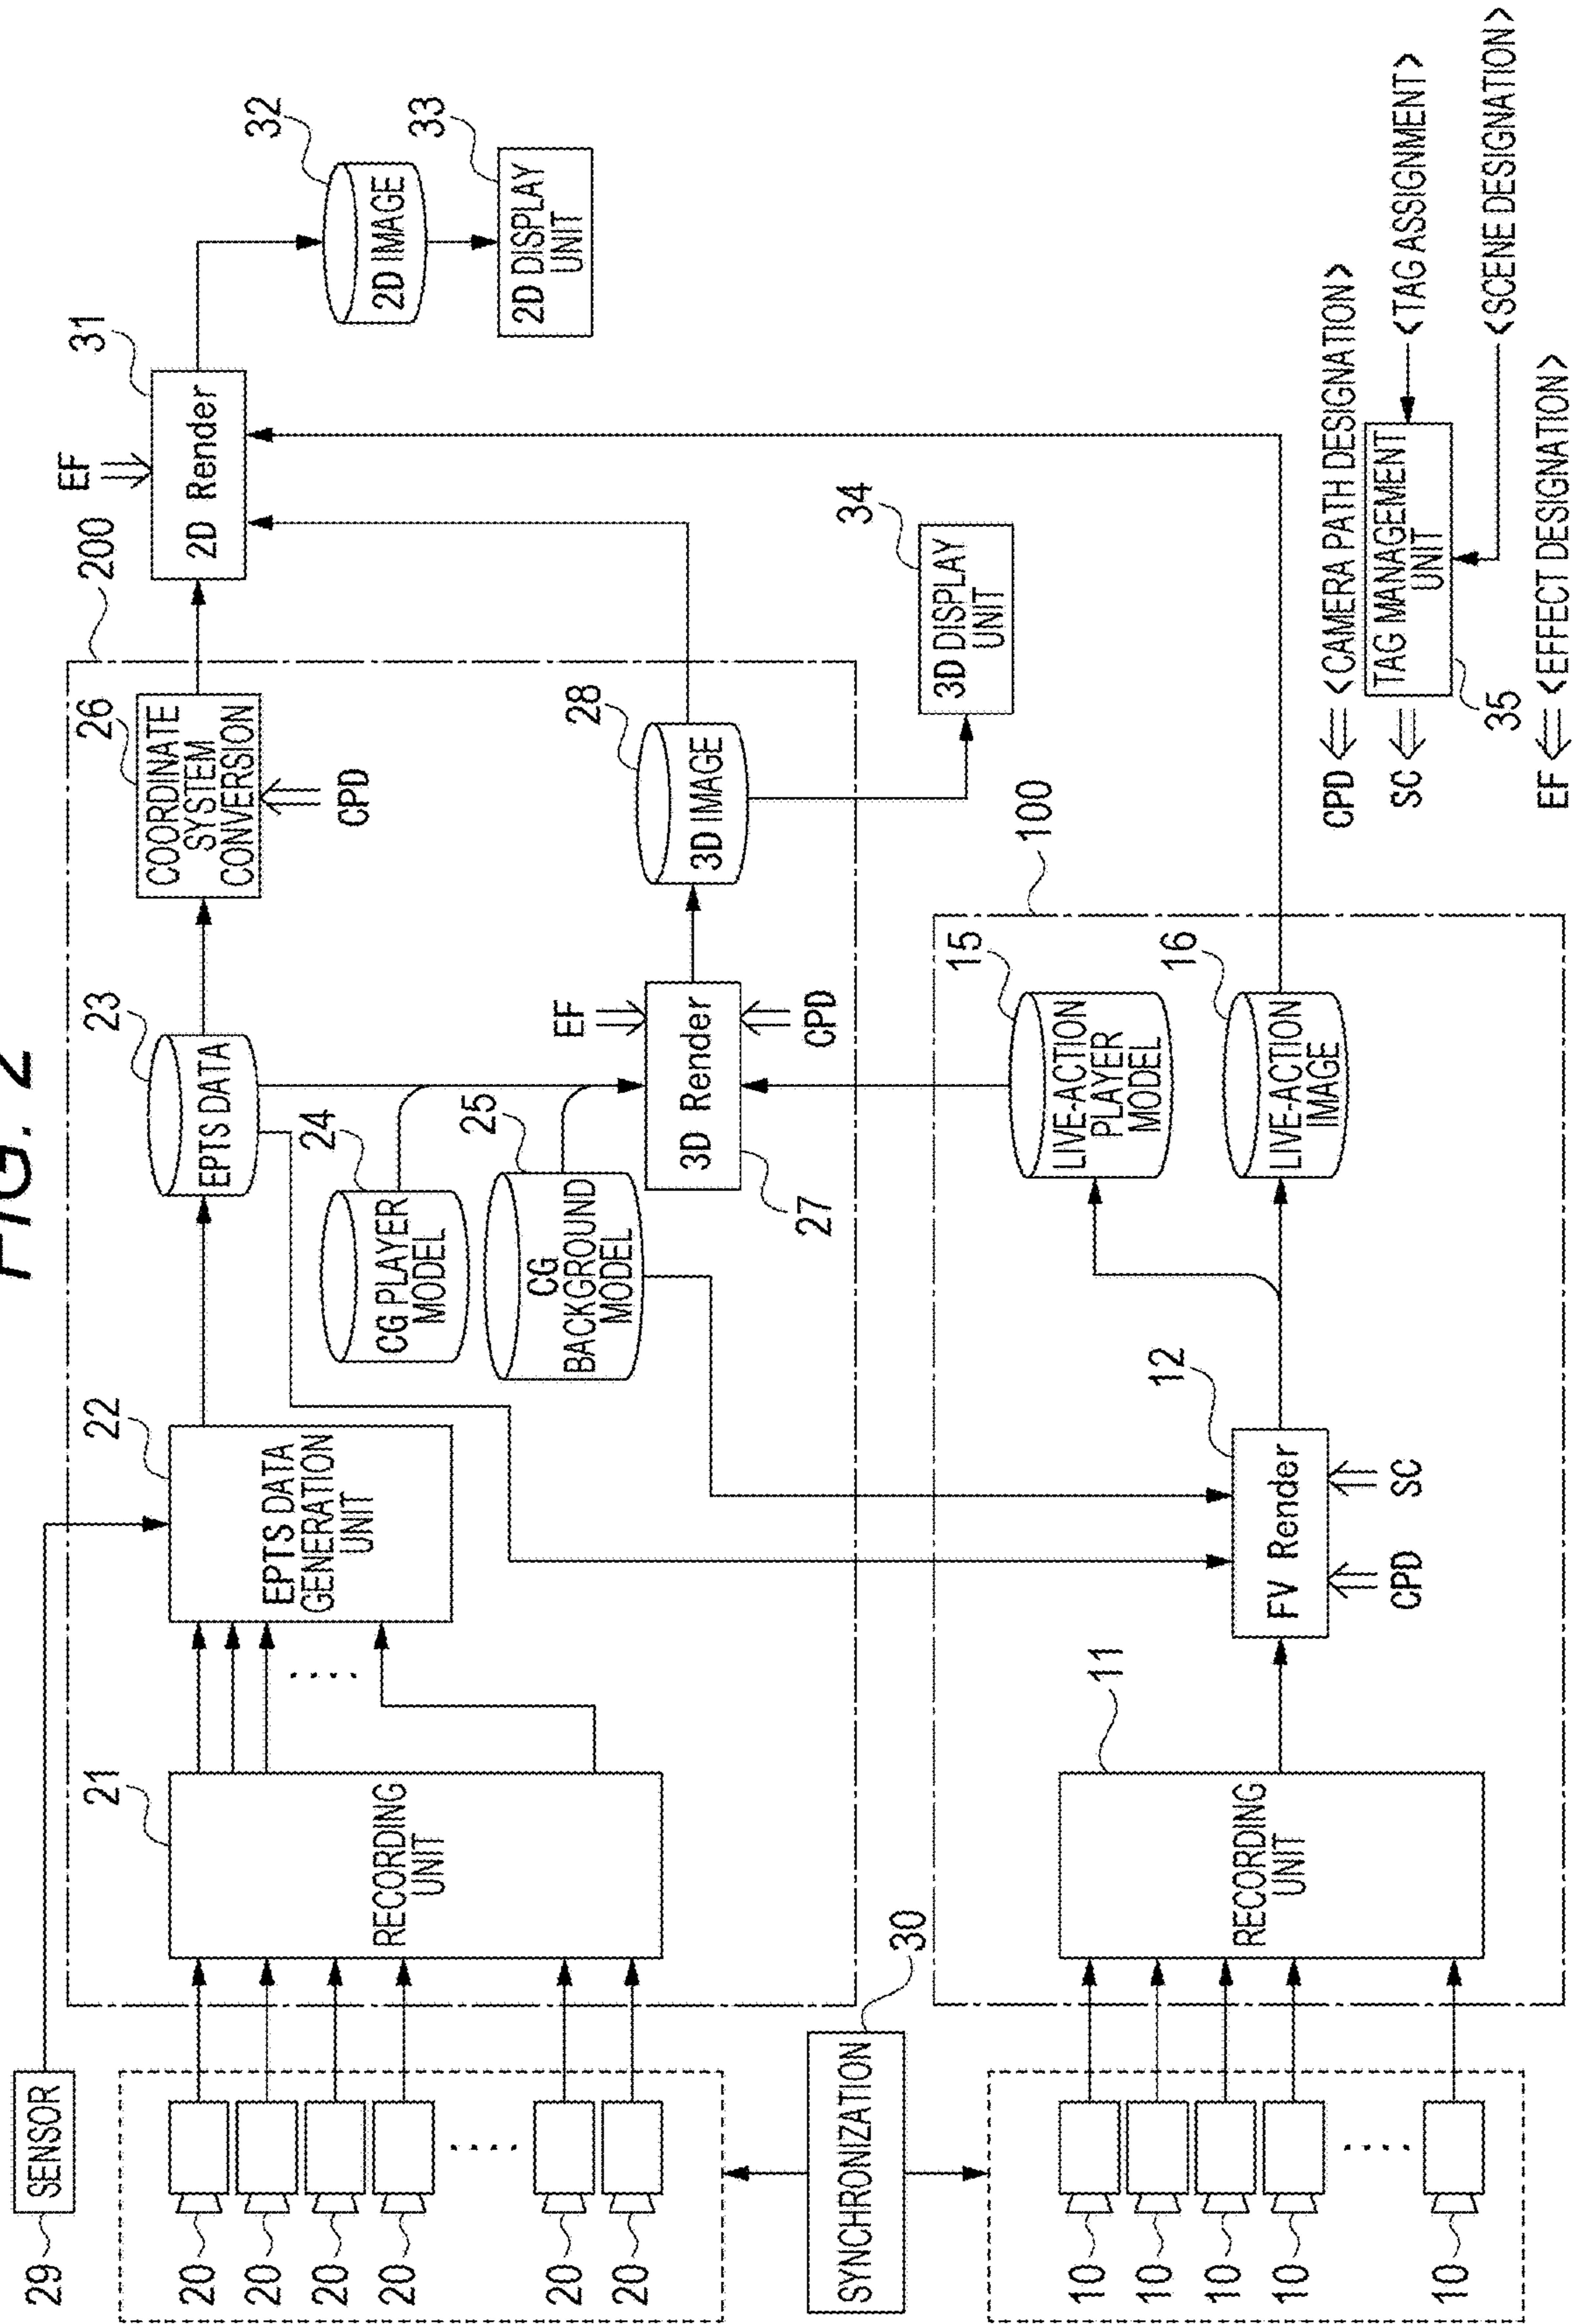 FIG. 2
29
SENSOR
20
20
20
20
20
20
SYNCHRONIZATION
30
10
10
10
10
10
21
RECORDING
UNIT
22
EPTS DATA
GENERATION
UNIT
23
EPTS DATA
24
CG PLAYER
MODEL
25
CG
BACKGROUND
MODEL
26
COORDINATE
SYSTEM
CONVERSION
CPD
EF
3D Render
27
CPD
28
3D IMAGE
200
EF
31
2D Render
32
2D IMAGE
33
2D DISPLAY
UNIT
34
3D DISPLAY
UNIT
100
11
RECORDING
UNIT
12
FV Render
CPD
SC
15
LIVE-ACTION
PLAYER
MODEL
16
LIVE-ACTION
IMAGE
CPD <CAMERA PATH DESIGNATION>
SC
TAG MANAGEMENT
UNIT
35
<TAG ASSIGNMENT>
<SCENE DESIGNATION>
EF <EFFECT DESIGNATION>